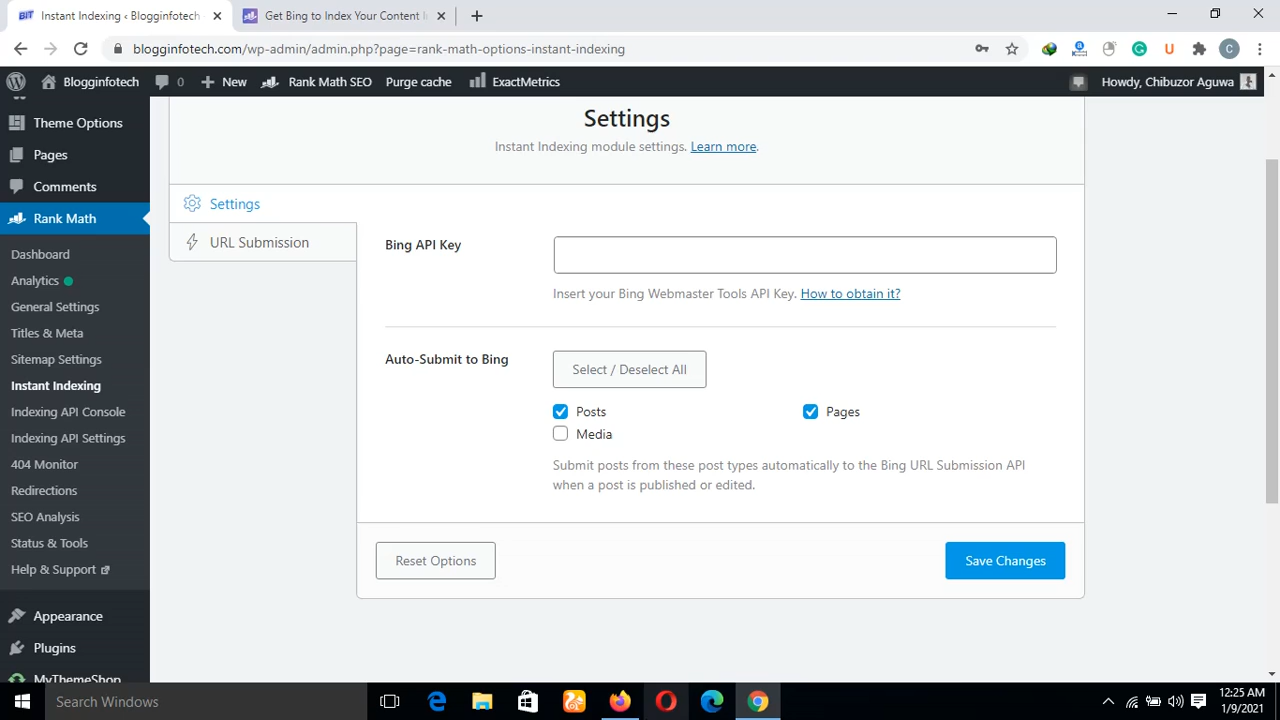 Instant Indexing ‹ Blogginfotech
Get Bing to Index Your Content I
blogginfotech.com/wp-admin/admin.php?page=rank-math-options-instant-indexing
Blogginfotech
0
New
Rank Math SEO
Purge cache
ExactMetrics
Howdy, Chibuzor Aguwa
Theme Options
Pages
Comments
Rank Math
Dashboard
Analytics
General Settings
Titles & Meta
Sitemap Settings
Instant Indexing
Indexing API Console
Indexing API Settings
404 Monitor
Redirections
SEO Analysis
Status & Tools
Help & Support
Appearance
Plugins
MyThemeShop
Settings
Instant Indexing module settings. Learn more.
Settings
URL Submission
Bing API Key
Insert your Bing Webmaster Tools API Key. How to obtain it?
Auto-Submit to Bing
Select / Deselect All
Posts
Pages
Media
Submit posts from these post types automatically to the Bing URL Submission API
when a post is published or edited.
Reset Options
Save Changes
Search Windows
12:25 AM
1/9/2021